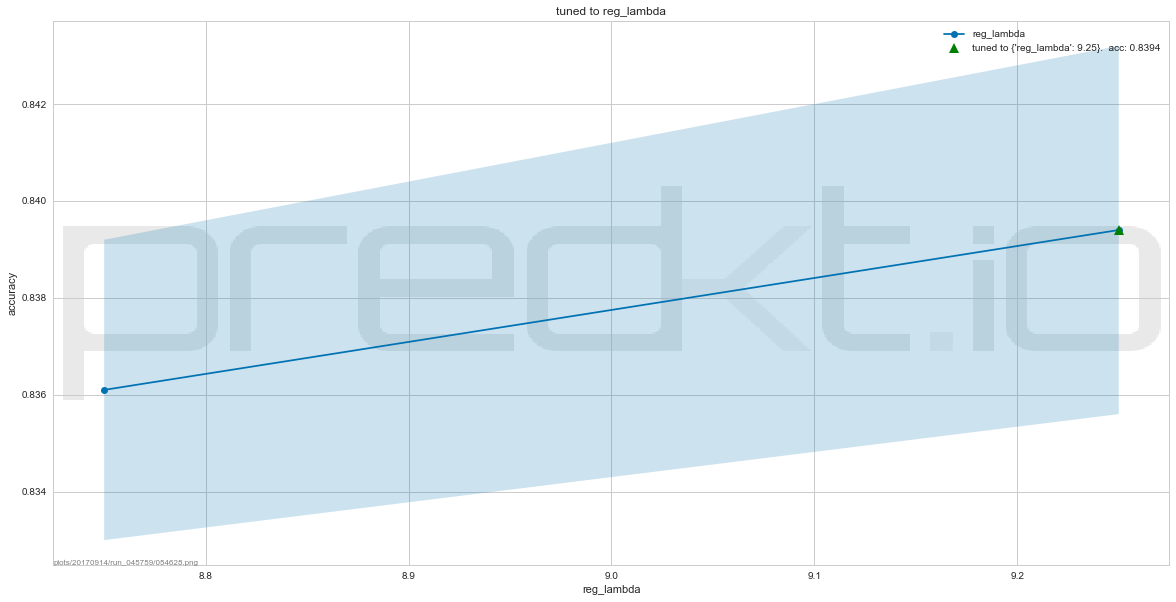 tuned to reg_lambda
reg_lambda
tuned to {'reg_lambda': 9.25}. acc: 0.8394
0.842
0.840
0.838
0.836
0.834
accuracy
preckt.io
plots/20170914/run_045759/054628.png
8.8 8.9 9.0 9.1 9.2
reg_lambda